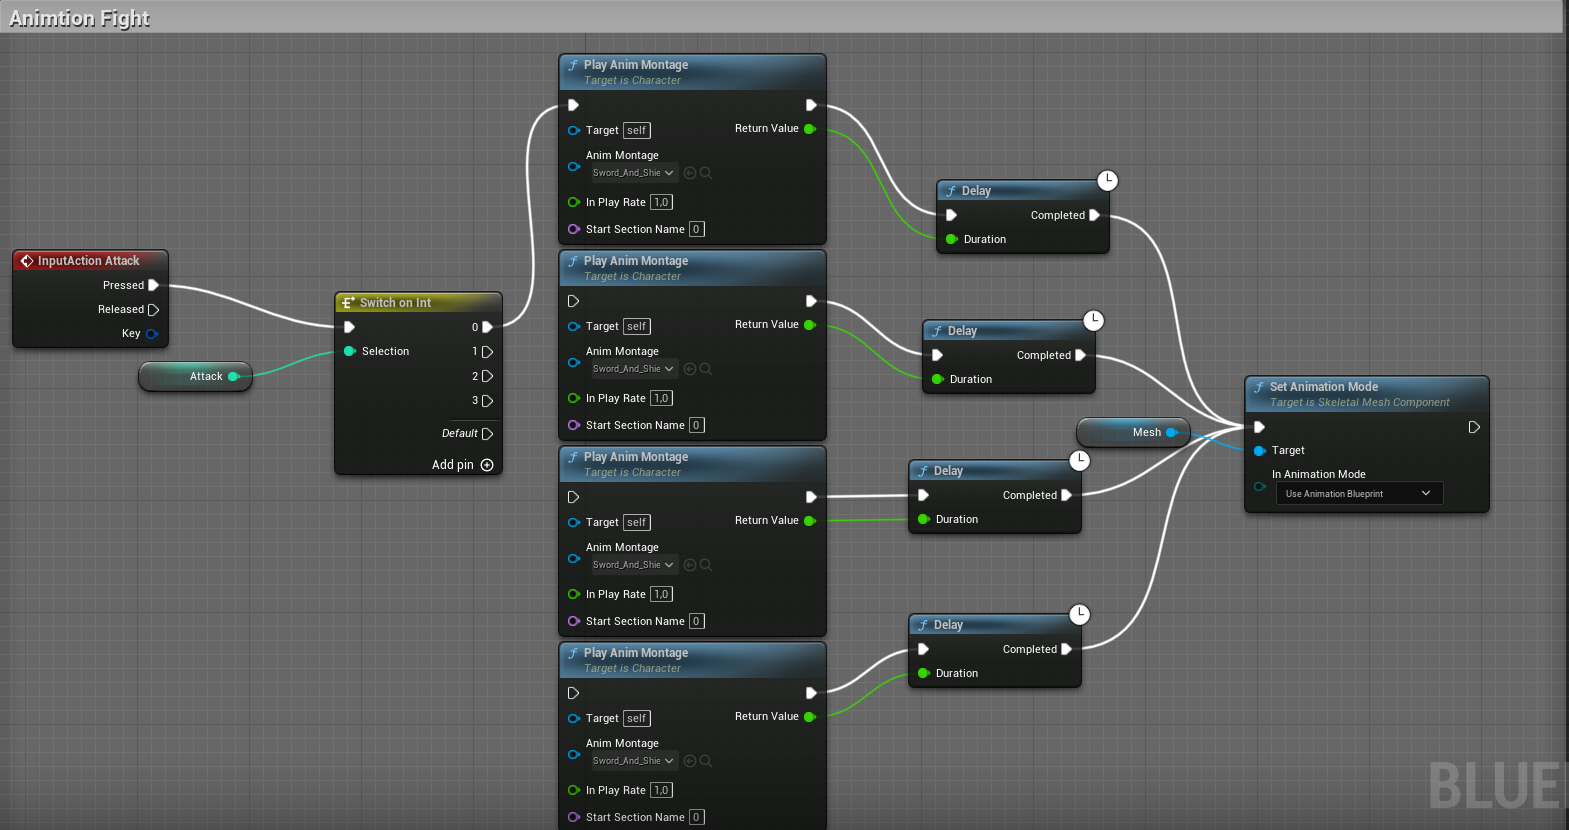 Animtion Fight
InputAction Attack
Pressed
Released
Key
Attack
Switch on Int
0
Selection
1
2
3
Default
Add pin
Play Anim Montage
Target is Character
Target self
Return Value
Anim Montage
Sword_And_Shie
In Play Rate 1,0
Start Section Name 0
Play Anim Montage
Target is Character
Target self
Return Value
Anim Montage
Sword_And_Shie
In Play Rate 1,0
Start Section Name 0
Play Anim Montage
Target is Character
Target self
Return Value
Anim Montage
Sword_And_Shie
In Play Rate 1,0
Start Section Name 0
Play Anim Montage
Target is Character
Target self
Return Value
Anim Montage
Sword_And_Shie
In Play Rate 1,0
Start Section Name 0
Delay
Completed
Duration
Delay
Completed
Duration
Delay
Completed
Duration
Delay
Completed
Duration
Mesh
Set Animation Mode
Target is Skeletal Mesh Component
Target
In Animation Mode
Use Animation Blueprint
BLUE